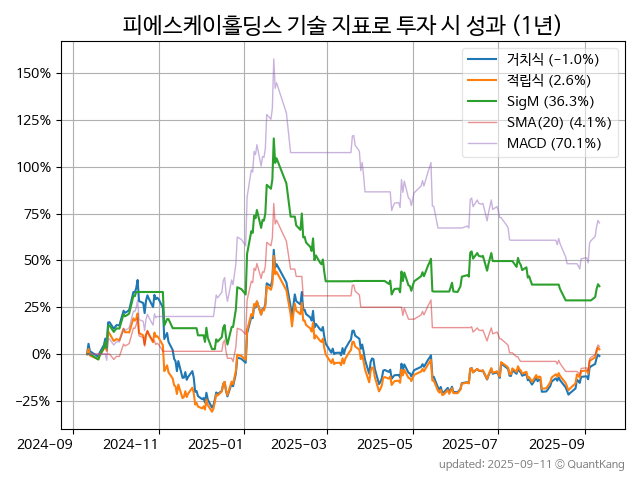 피에스케이홀딩스 기술 지표로 투자 시 성과 (1년)
거치식 (−1.0%)
적립식 (2.6%)
SigM (36.3%)
SMA(20) (4.1%)
MACD (70.1%)
150%
125%
100%
75%
50%
25%
0%
−25%
2024-09
2024-11
2025-01
2025-03
2025-05
2025-07
2025-09
updated: 2025-09-11 © QuantKang